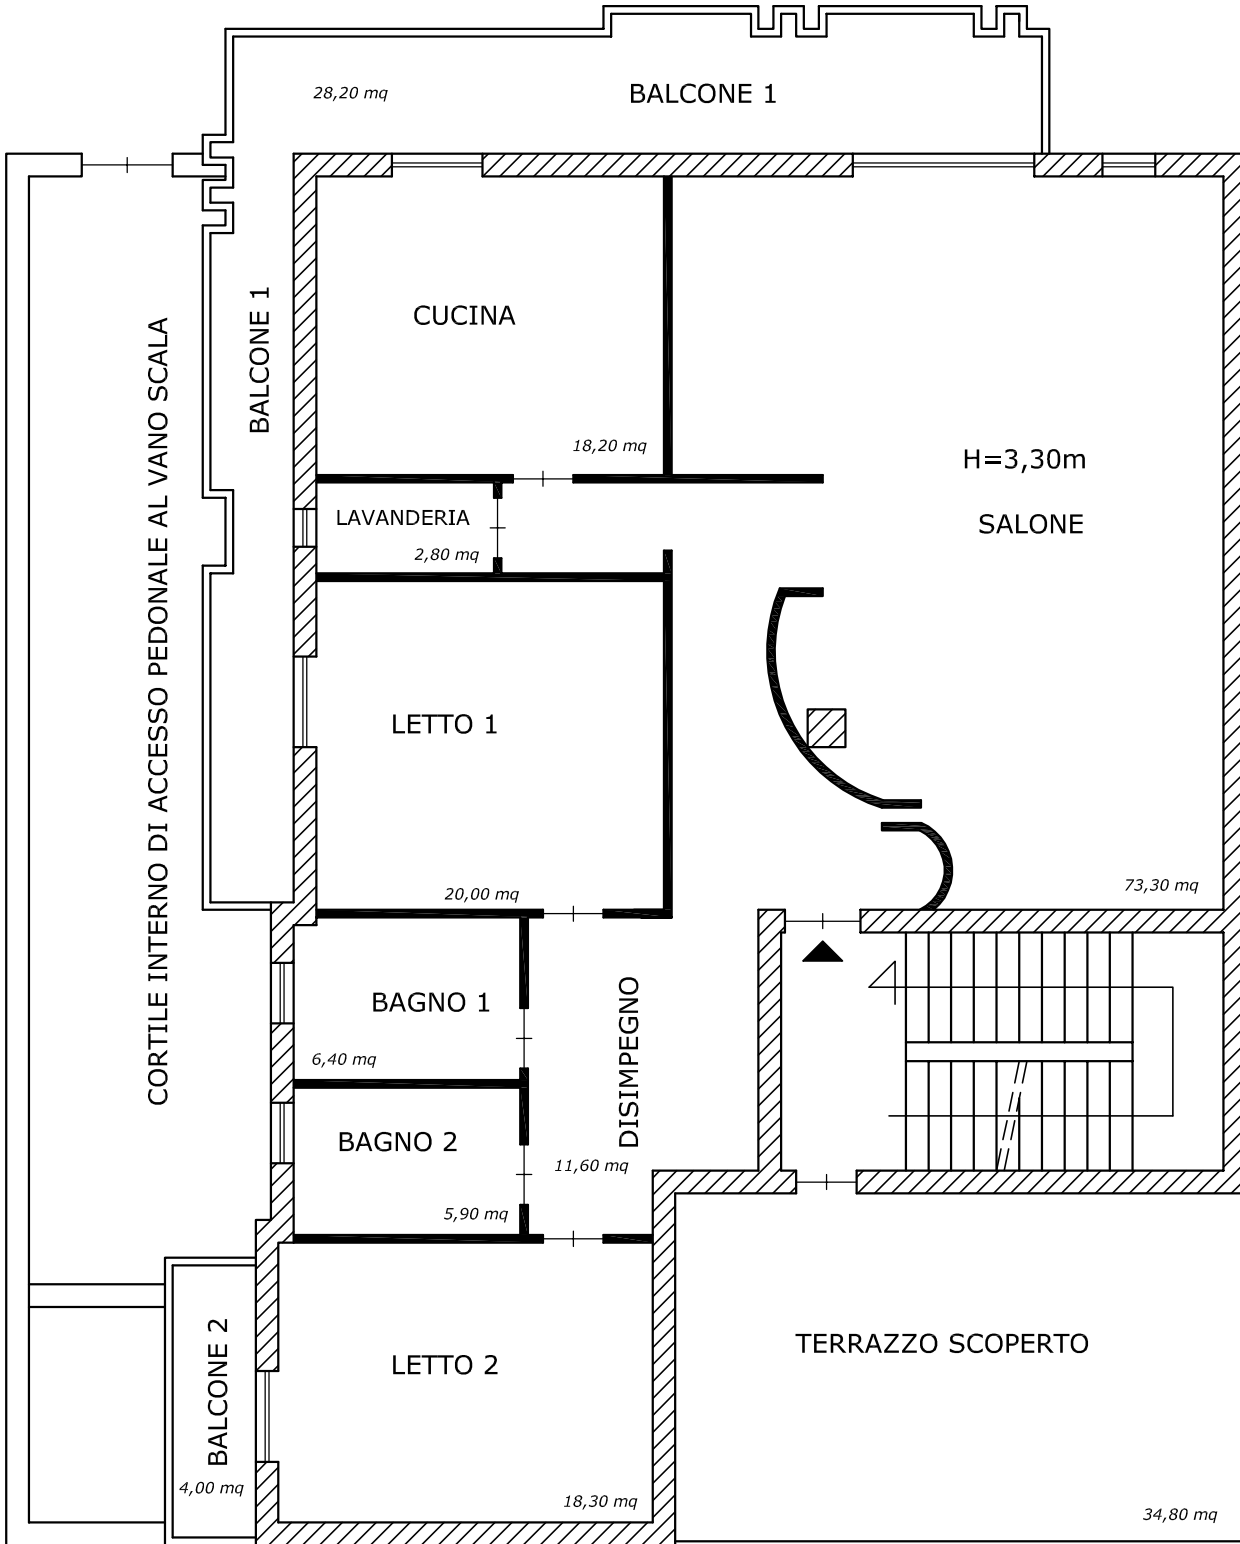 28,20 mq
BALCONE 1
BALCONE 1
CORTILE INTERNO DI ACCESSO PEDONALE AL VANO SCALA
CUCINA
18,20 mq
H=3,30m
SALONE
73,30 mq
LAVANDERIA
2,80 mq
LETTO 1
20,00 mq
BAGNO 1
6,40 mq
DISIMPEGNO
11,60 mq
BAGNO 2
5,90 mq
BALCONE 2
4,00 mq
LETTO 2
18,30 mq
TERRAZZO SCOPERTO
34,80 mq